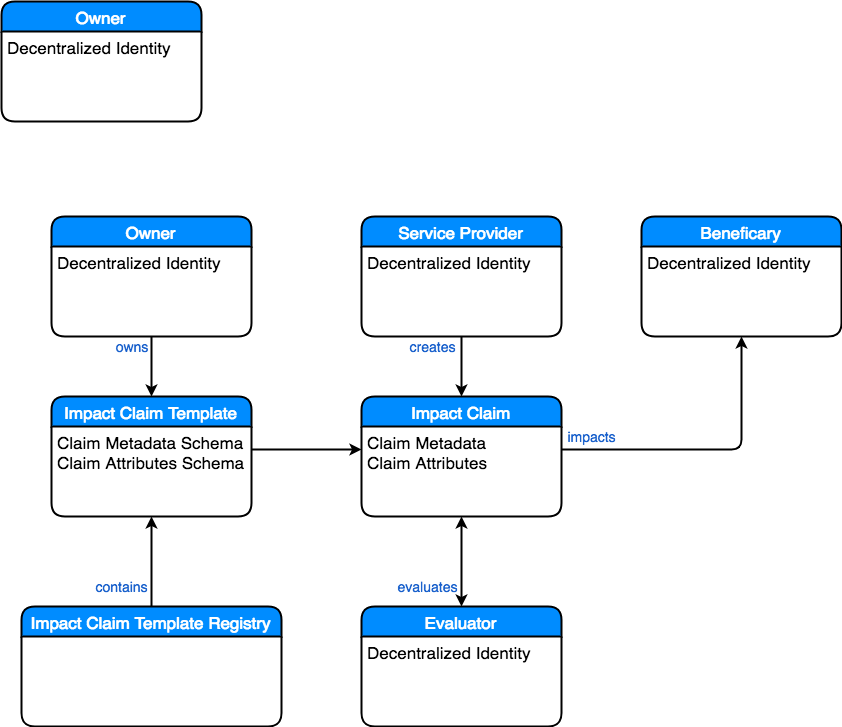 Owner
Decentralized Identity
Owner
Decentralized Identity
Service Provider
Decentralized Identity
Beneficary
Decentralized Identity
owns
creates
Impact Claim Template
Claim Metadata Schema
Claim Attributes Schema
Impact Claim
Claim Metadata
Claim Attributes
impacts
contains
evaluates
Impact Claim Template Registry
Evaluator
Decentralized Identity